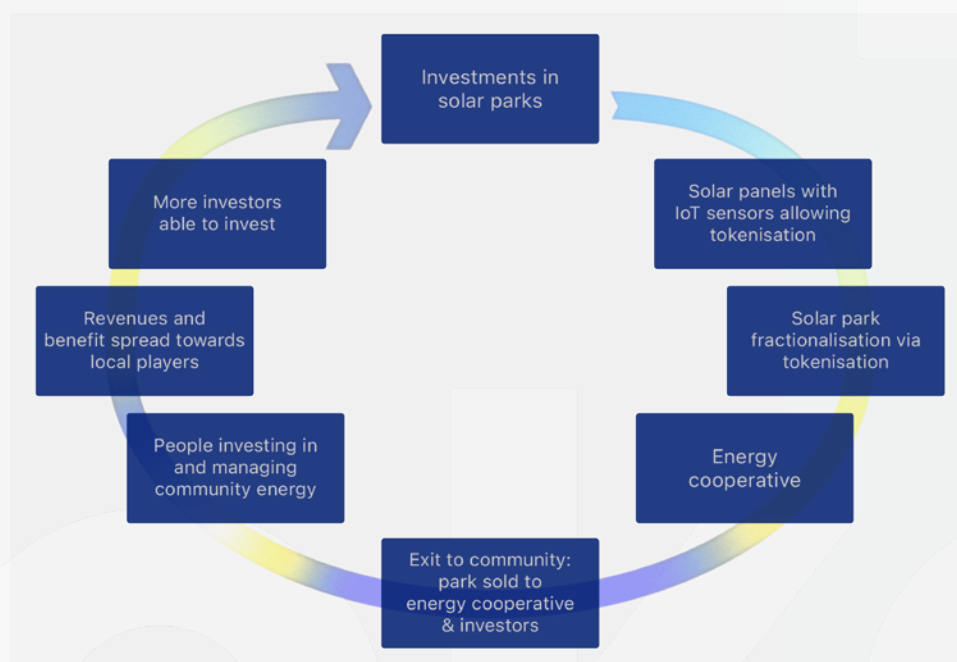 Investments in
solar parks
Solar panels with
IoT sensors allowing
tokenisation
Solar park
fractionalisation via
tokenisation
Energy
cooperative
Exit to community:
park sold to
energy cooperative
& investors
People investing in
and managing
community energy
Revenues and
benefit spread towards
local players
More investors
able to invest